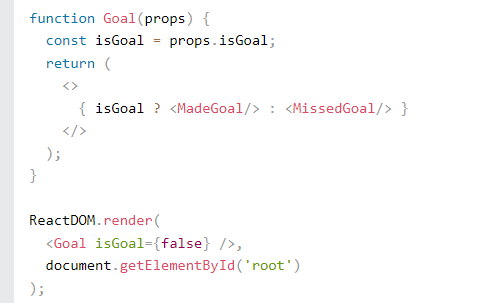 function Goal(props) {
  const isGoal = props.isGoal;
  return (
    <>
      { isGoal ? <MadeGoal/> : <MissedGoal/> }
    </>
  );
}

ReactDOM.render(
  <Goal isGoal={false} />,
  document.getElementById('root')
);